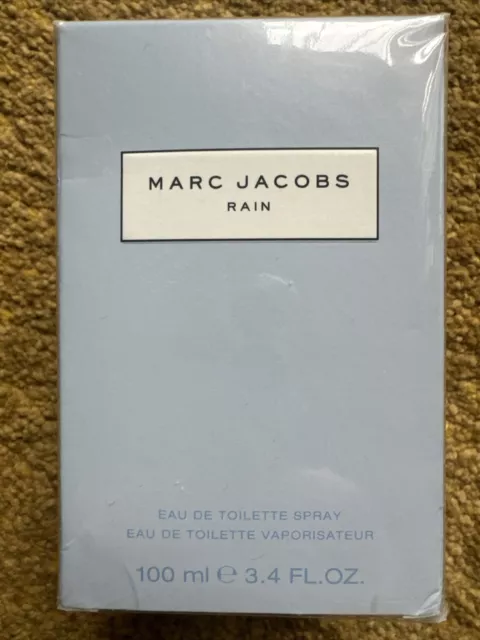 MARC JACOBS
RAIN
EAU DE TOILETTE SPRAY
EAU DE TOILETTE VAPORISATEUR
100 ml ℮ 3.4 FL.OZ.